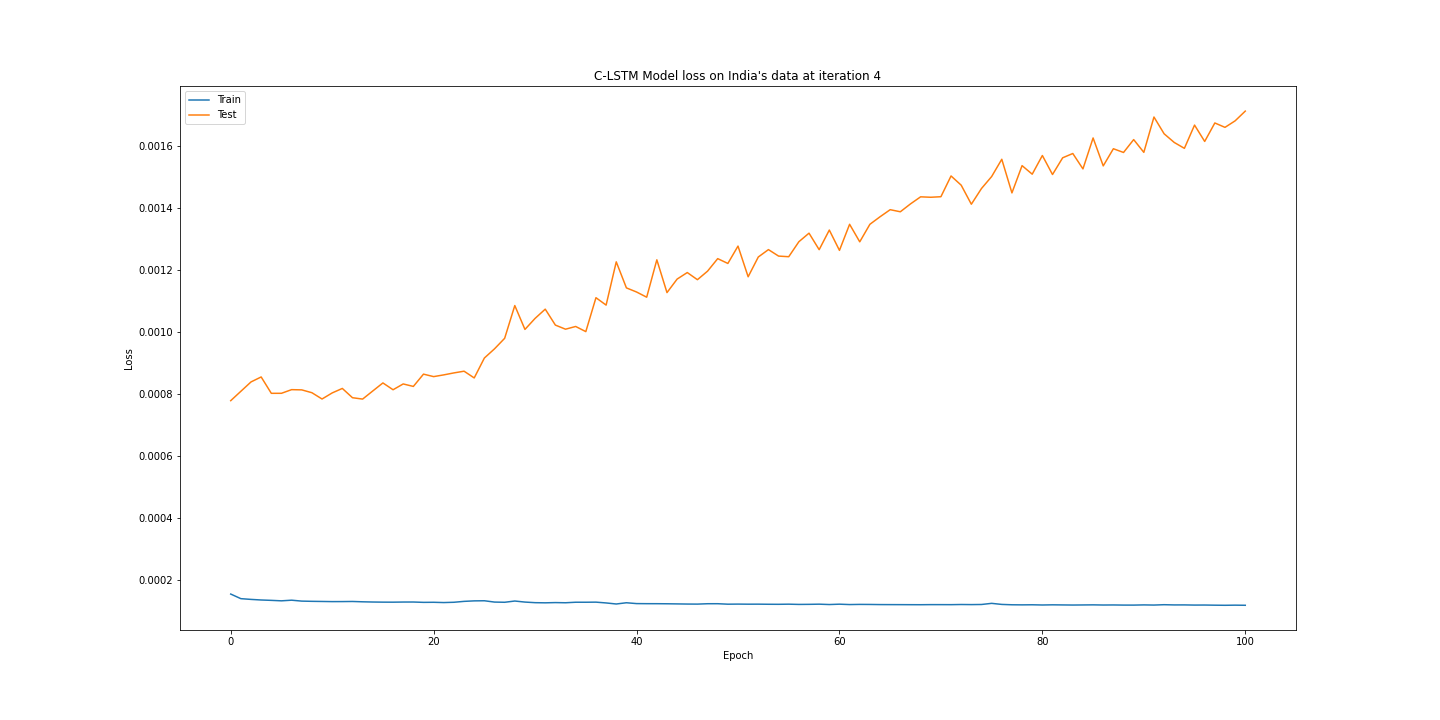 C-LSTM Model loss on India's data at iteration 4
Train
Test
0.0016
0.0014
0.0012
0.0010
0.0008
0.0006
0.0004
0.0002
Loss
0 20 40 60 80 100
Epoch